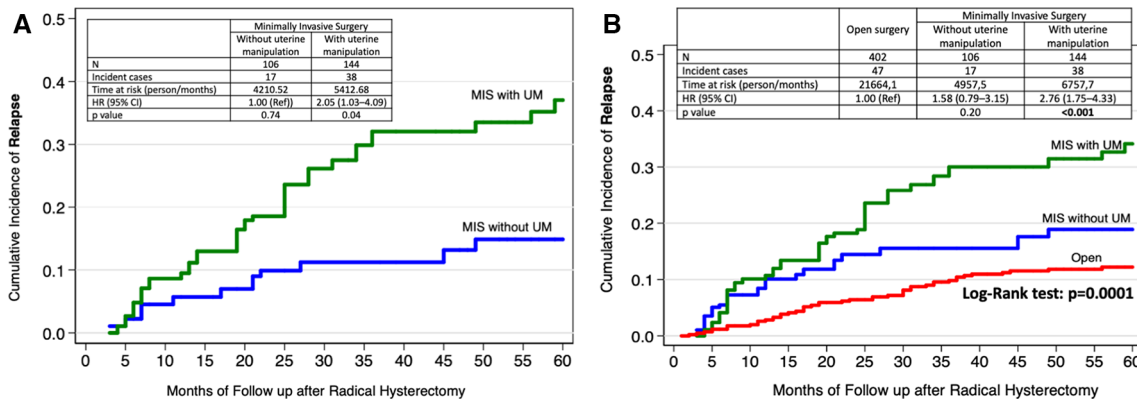 A
0.5
0.4
0.3
0.2
0.1
0.0
Cumulative Incidence of Relapse
Minimally Invasive Surgery
Without uterine manipulation With uterine manipulation
N 106 144
Incident cases 17 38
Time at risk (person/months) 4210.52 5412.68
HR (95% CI) 1.00 (Ref)) 2.05 (1.03–4.09)
p value 0.74 0.04
MIS with UM
MIS without UM
0 5 10 15 20 25 30 35 40 45 50 55 60
Months of Follow up after Radical Hysterectomy
B
0.5
0.4
0.3
0.2
0.1
0.0
Cumulative Incidence of Relapse
Minimally Invasive Surgery
Open surgery Without uterine manipulation With uterine manipulation
N 402 106 144
Incident cases 47 17 38
Time at risk (person/months) 21664,1 4957,5 6757,7
HR (95% CI) 1.00 (Ref) 1.58 (0.79–3.15) 2.76 (1.75–4.33)
p value 0.20 <0.001
MIS with UM
MIS without UM
Open
Log-Rank test: p=0.0001
0 5 10 15 20 25 30 35 40 45 50 55 60
Months of Follow up after Radical Hysterectomy